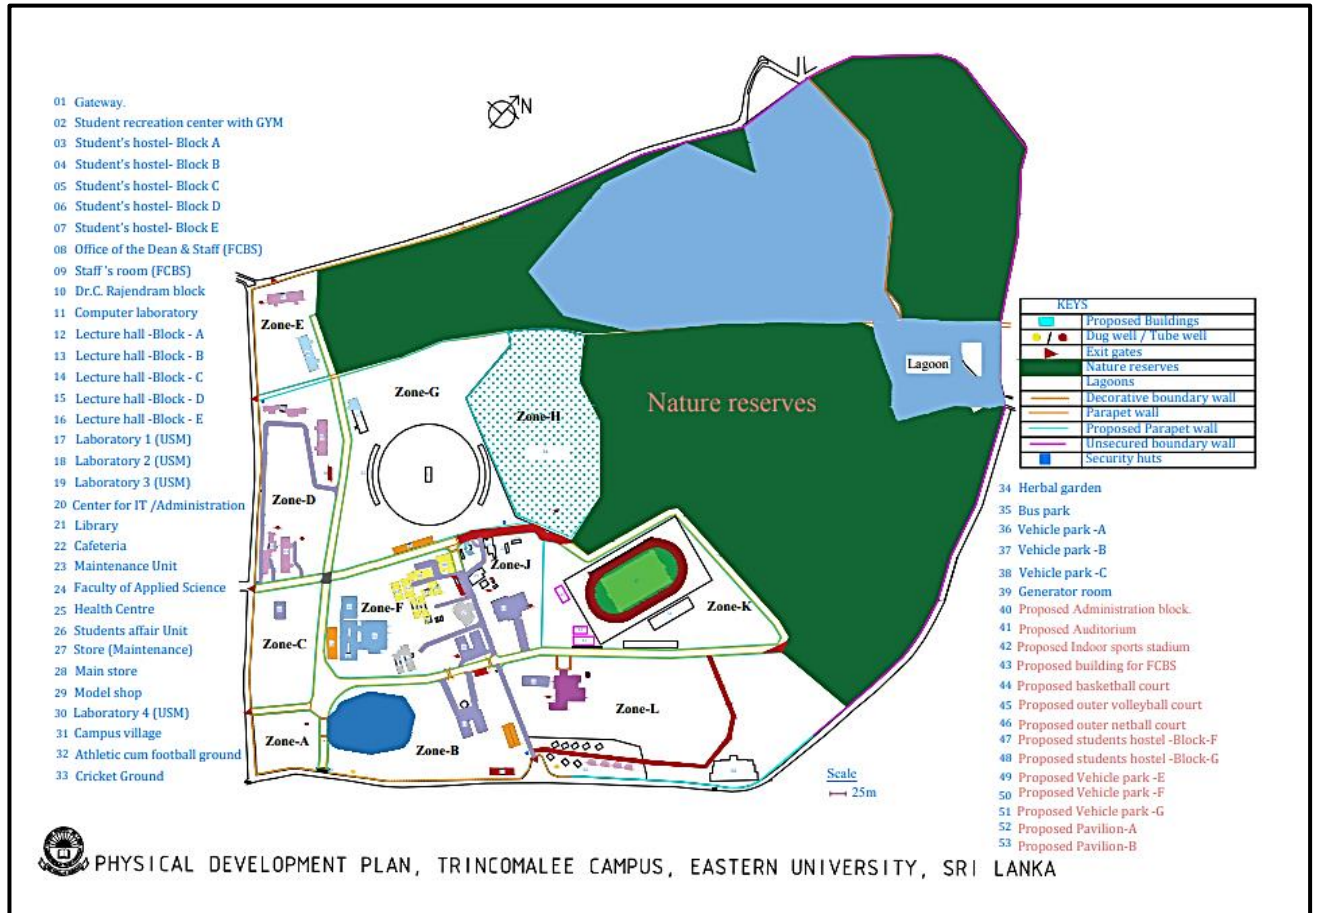 01 Gateway.
02 Student recreation center with GYM
03 Student's hostel- Block A
04 Student's hostel- Block B
05 Student's hostel- Block C
06 Student's hostel- Block D
07 Student's hostel- Block E
08 Office of the Dean & Staff (FCBS)
09 Staff 's room (FCBS)
10 Dr.C. Rajendram block
11 Computer laboratory
12 Lecture hall -Block - A
13 Lecture hall -Block - B
14 Lecture hall -Block - C
15 Lecture hall -Block - D
16 Lecture hall -Block - E
17 Laboratory 1 (USM)
18 Laboratory 2 (USM)
19 Laboratory 3 (USM)
20 Center for IT /Administration
21 Library
22 Cafeteria
23 Maintenance Unit
24 Faculty of Applied Science
25 Health Centre
26 Students affair Unit
27 Store (Maintenance)
28 Main store
29 Model shop
30 Laboratory 4 (USM)
31 Campus village
32 Athletic cum football ground
33 Cricket Ground
N
Zone-E
Zone-G
Zone-H
Nature reserves
Lagoon
Zone-D
Zone-J
Zone-F
Zone-K
Zone-C
Zone-L
Zone-A
Zone-B
Scale
25m
KEYS
Proposed Buildings
Dug well / Tube well
Exit gates
Nature reserves
Lagoons
Decorative boundary wall
Parapet wall
Proposed Parapet wall
Unsecured boundary wall
Security huts
34 Herbal garden
35 Bus park
36 Vehicle park -A
37 Vehicle park -B
38 Vehicle park -C
39 Generator room
40 Proposed Administration block.
41 Proposed Auditorium
42 Proposed Indoor sports stadium
43 Proposed building for FCBS
44 Proposed basketball court
45 Proposed outer volleyball court
46 Proposed outer netball court
47 Proposed students hostel -Block-F
48 Proposed students hostel -Block-G
49 Proposed Vehicle park -E
50 Proposed Vehicle park -F
51 Proposed Vehicle park -G
52 Proposed Pavilion-A
53 Proposed Pavilion-B
PHYSICAL DEVELOPMENT PLAN, TRINCOMALEE CAMPUS, EASTERN UNIVERSITY, SRI LANKA